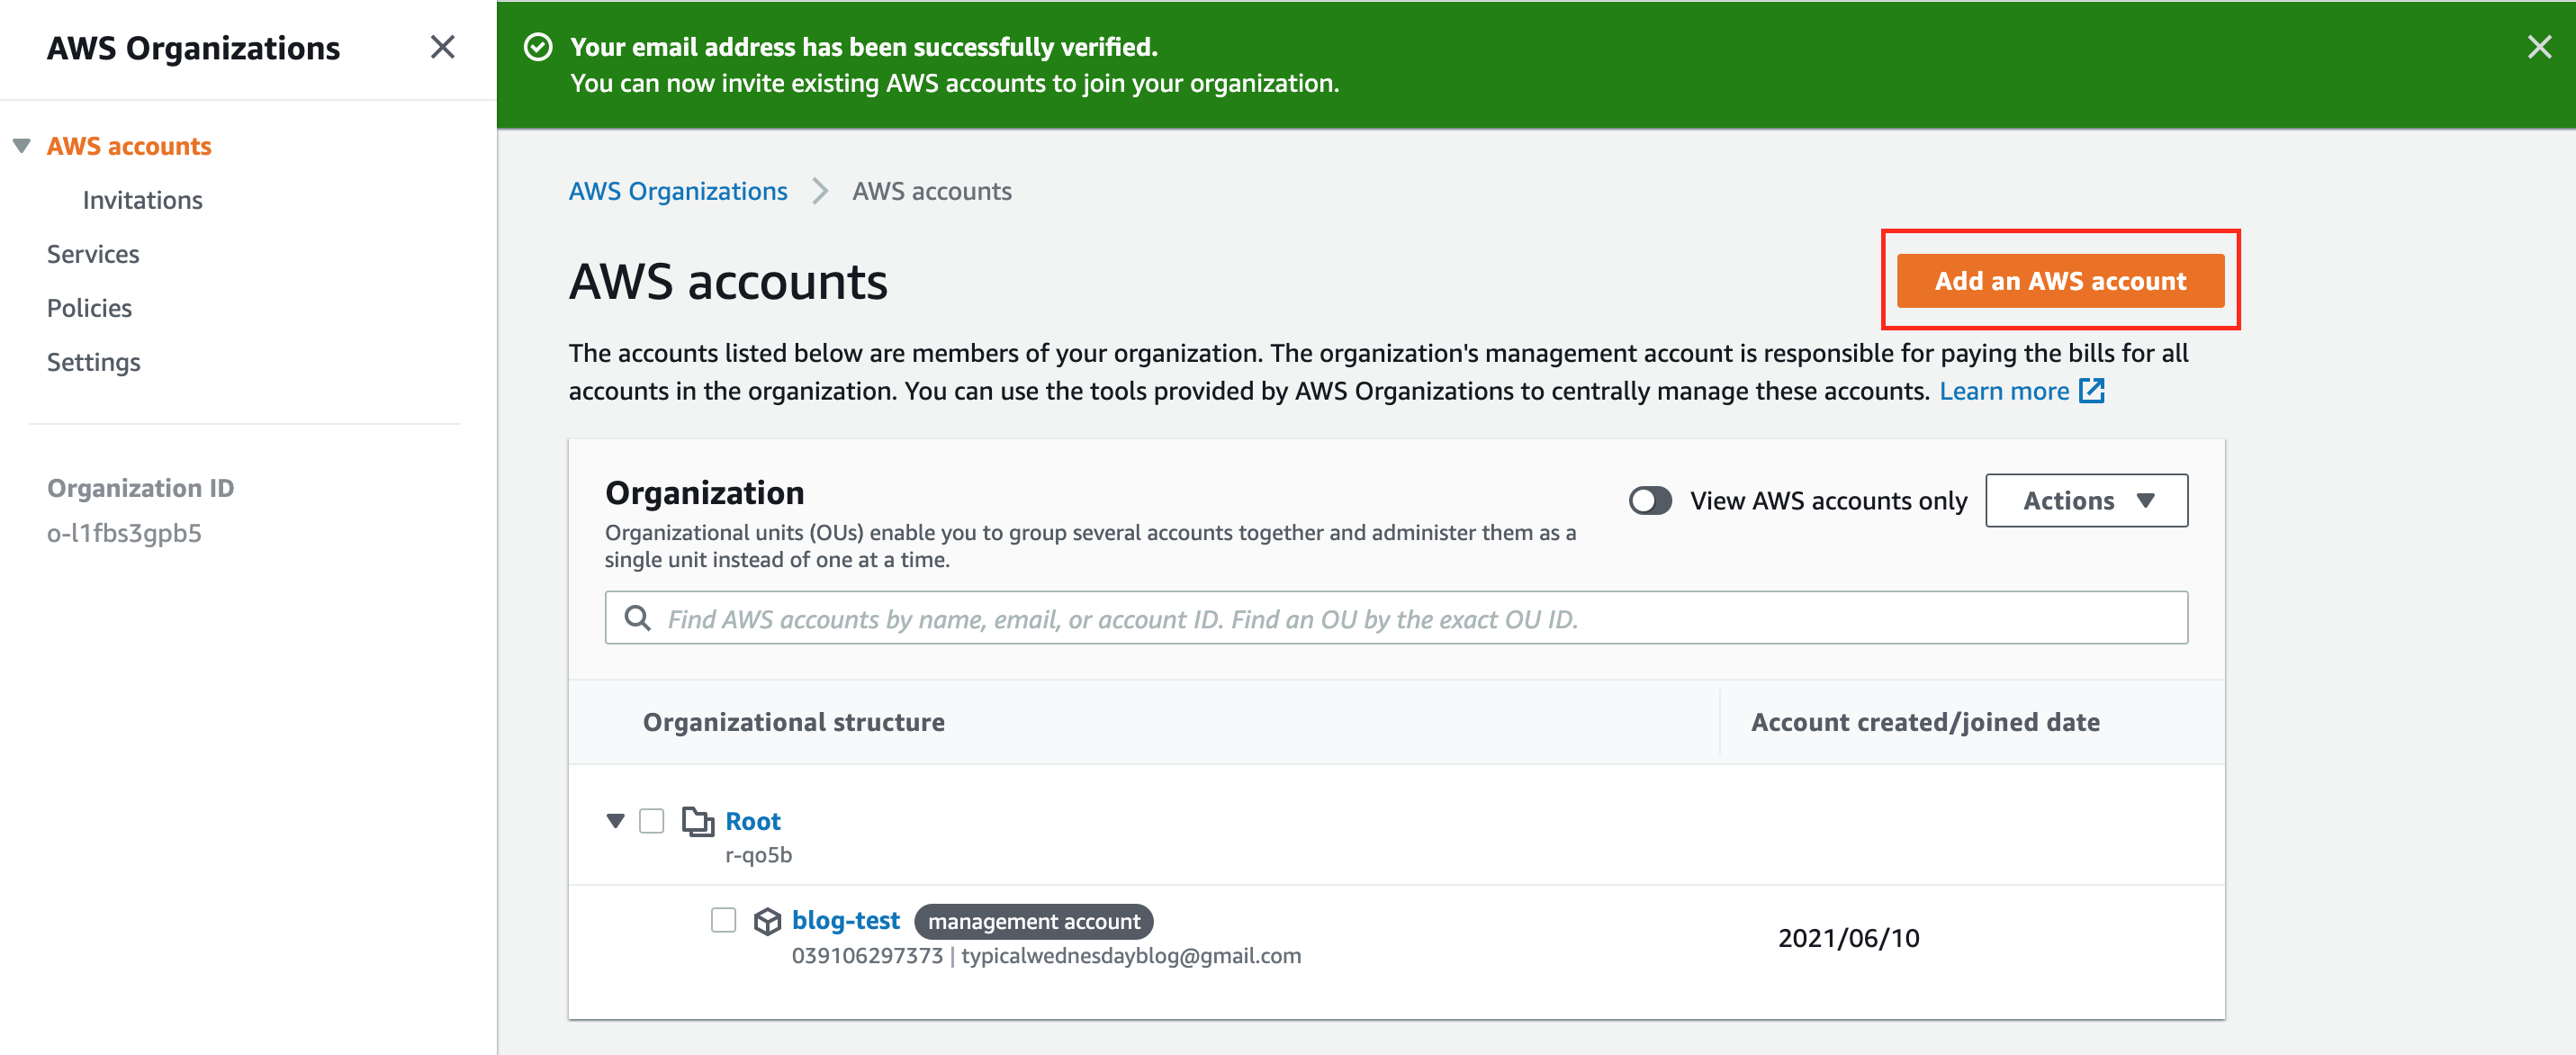 AWS Organizations
AWS accounts
Invitations
Services
Policies
Settings
Organization ID
o-l1fbs3gpb5
Your email address has been successfully verified.
You can now invite existing AWS accounts to join your organization.
AWS Organizations
AWS accounts
AWS accounts
Add an AWS account
The accounts listed below are members of your organization. The organization's management account is responsible for paying the bills for all
accounts in the organization. You can use the tools provided by AWS Organizations to centrally manage these accounts. Learn more
Organization
View AWS accounts only
Actions
Organizational units (OUs) enable you to group several accounts together and administer them as a
single unit instead of one at a time.
Find AWS accounts by name, email, or account ID. Find an OU by the exact OU ID.
Organizational structure
Account created/joined date
Root
r-qo5b
blog-test management account
039106297373 | typicalwednesdayblog@gmail.com
2021/06/10